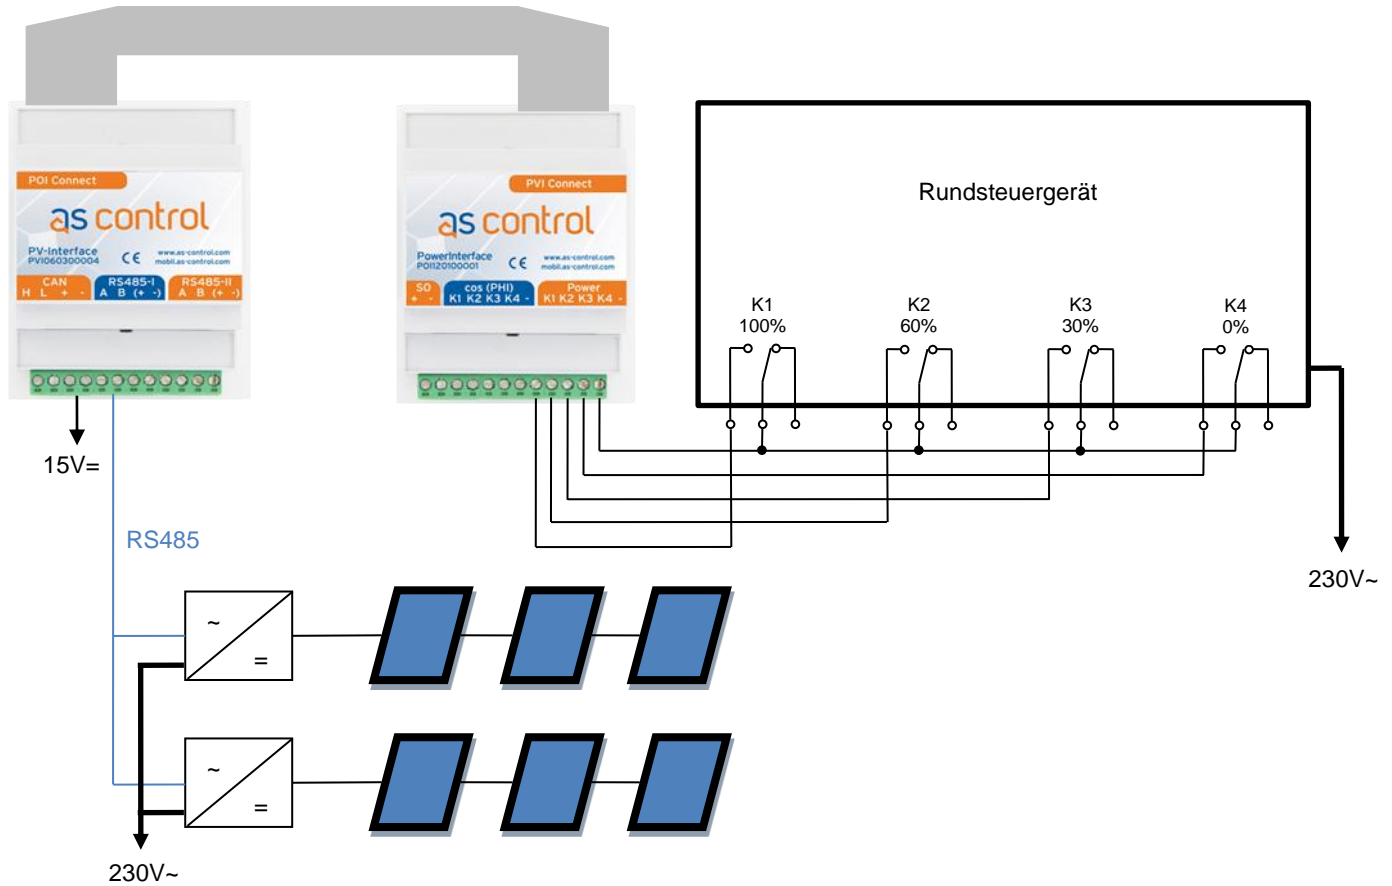 POI Connect
as control
PV-Interface
PVI060300004
CE
www.as-control.com
mobil.as-control.com
CAN RS485-I RS485-II
H L + - A B (+ -) A B (+ -)
15V=
PVI Connect
as control
PowerInterface
POI120100001
CE
www.as-control.com
mobil.as-control.com
SO cos (PHI) Power
+ - K1 K2 K3 K4 - K1 K2 K3 K4 -
Rundsteuergerät
K1 K2 K3 K4
100% 60% 30% 0%
230V~
RS485
~
=
~
=
230V~